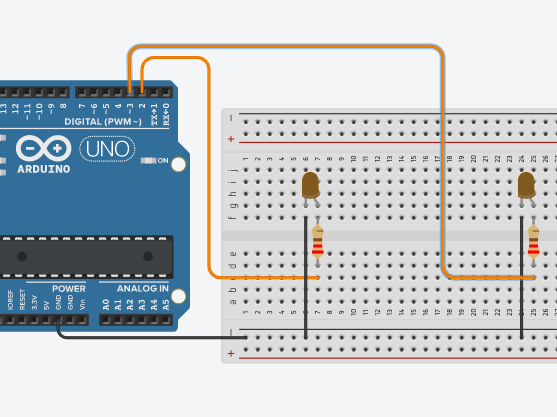 13 12 ~11 ~10 ~9 8 7 ~6 ~5 4 ~3 2 TX→1 RX←0
DIGITAL (PWM~)
UNO
ON
ARDUINO
POWER
ANALOG IN
IOREF RESET 3.3V 5V GND GND Vin A0 A1 A2 A3 A4 A5
− +
1 2 3 4 5 6 7 8 9 10 11 12 13 14 15 16 17 18 19 20 21 22 23 24 25 26
j
i
h
g
f
e
d
c
b
a
1 2 3 4 5 6 7 8 9 10 11 12 13 14 15 16 17 18 19 20 21 22 23 24 25 26
− +